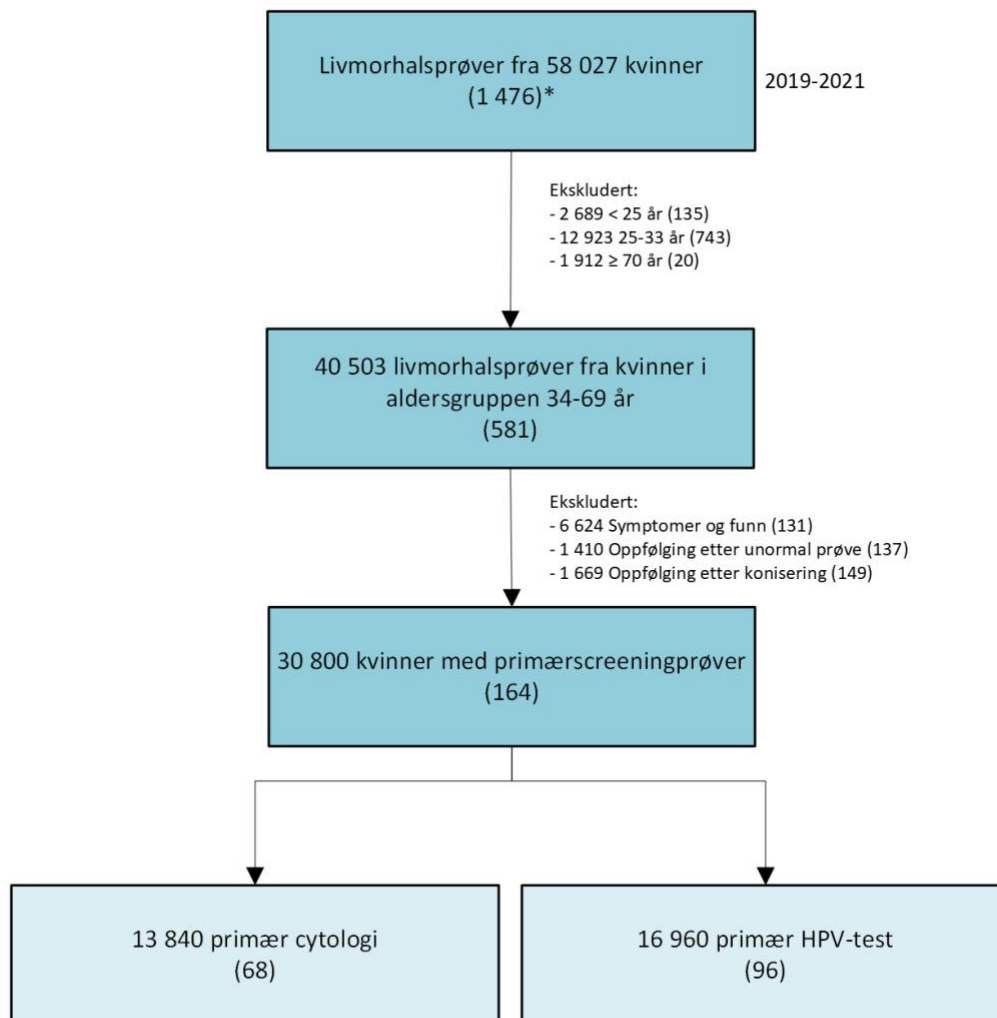 Livmorhalsprøver fra 58 027 kvinner
(1 476)*
2019-2021
Ekskludert:
- 2 689 < 25 år (135)
- 12 923 25-33 år (743)
- 1 912 ≥ 70 år (20)
40 503 livmorhalsprøver fra kvinner i
aldersgruppen 34-69 år
(581)
Ekskludert:
- 6 624 Symptomer og funn (131)
- 1 410 Oppfølging etter unormal prøve (137)
- 1 669 Oppfølging etter konisering (149)
30 800 kvinner med primærscreeningprøver
(164)
13 840 primær cytologi
(68)
16 960 primær HPV-test
(96)